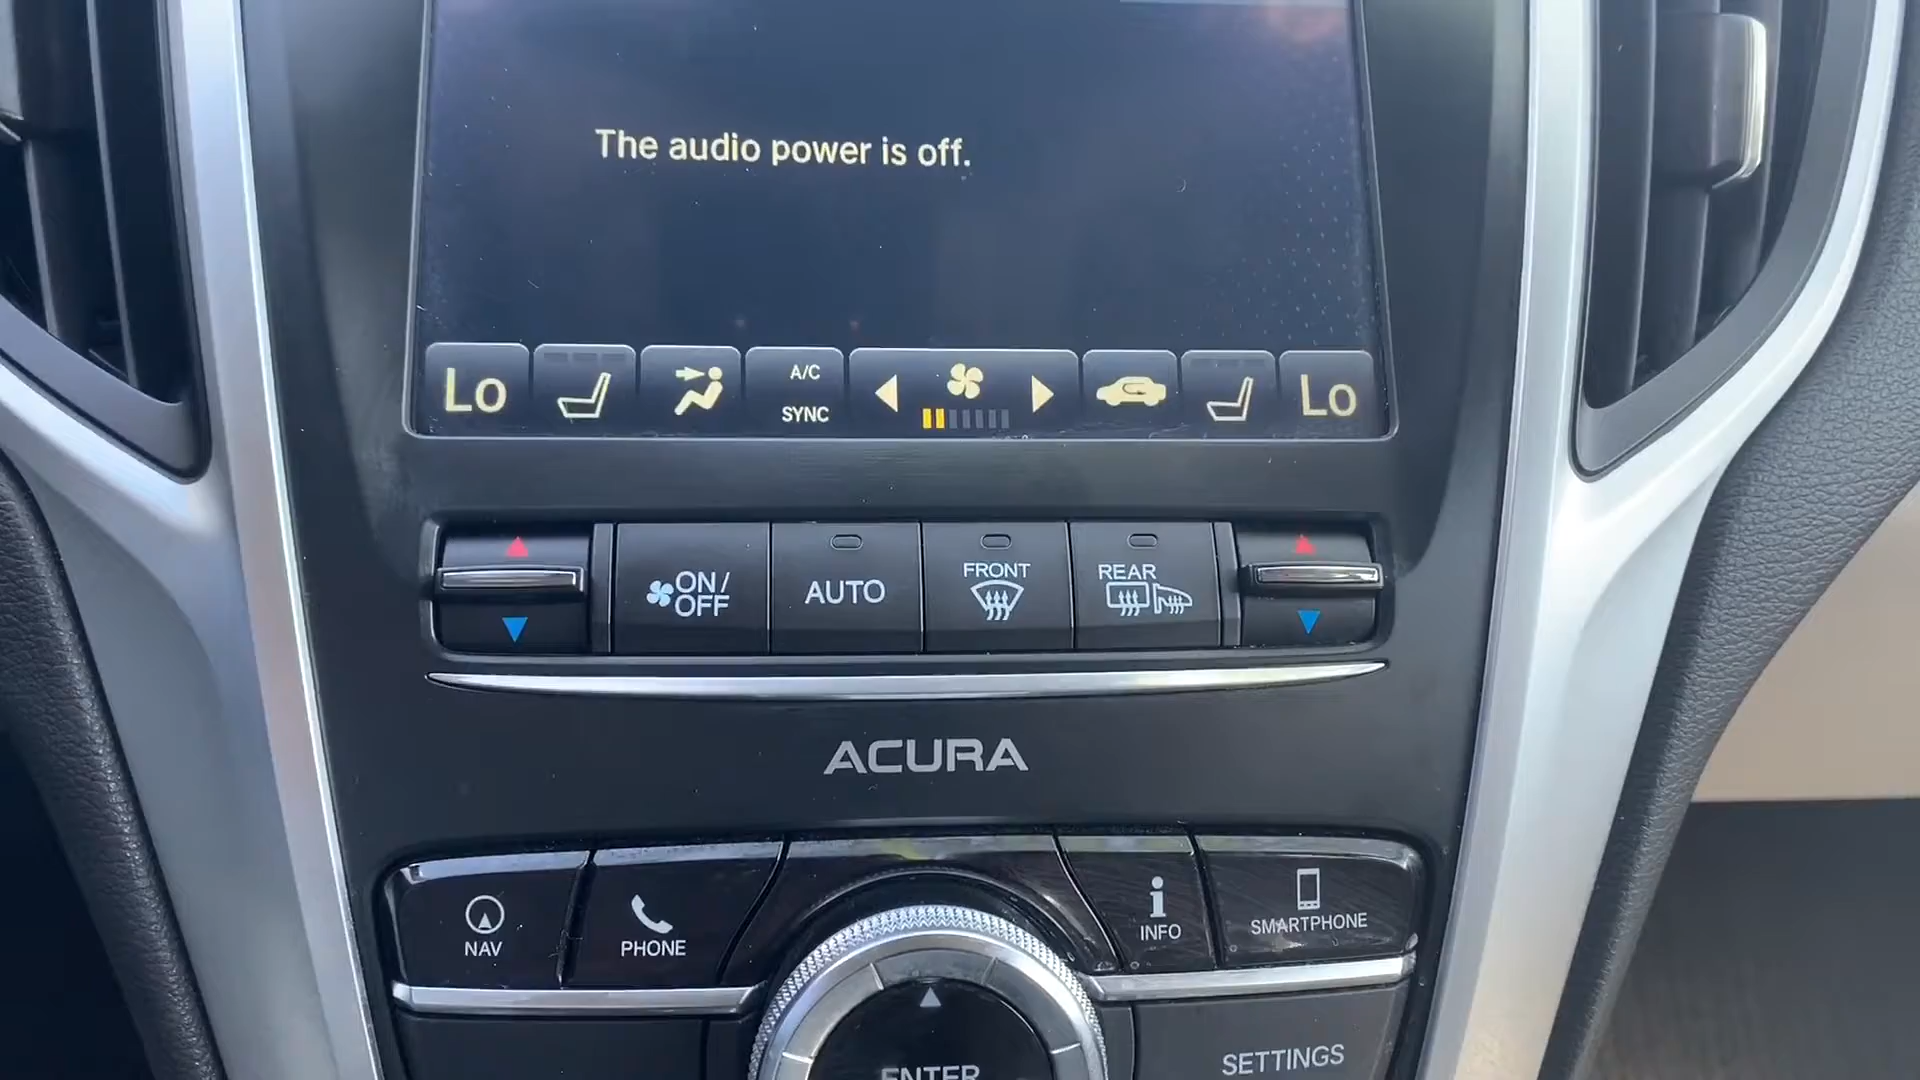 The audio power is off.
Lo
A/C
SYNC
Lo
ON/
OFF
AUTO
FRONT
REAR
ACURA
NAV
PHONE
INFO
SMARTPHONE
ENTER
SETTINGS